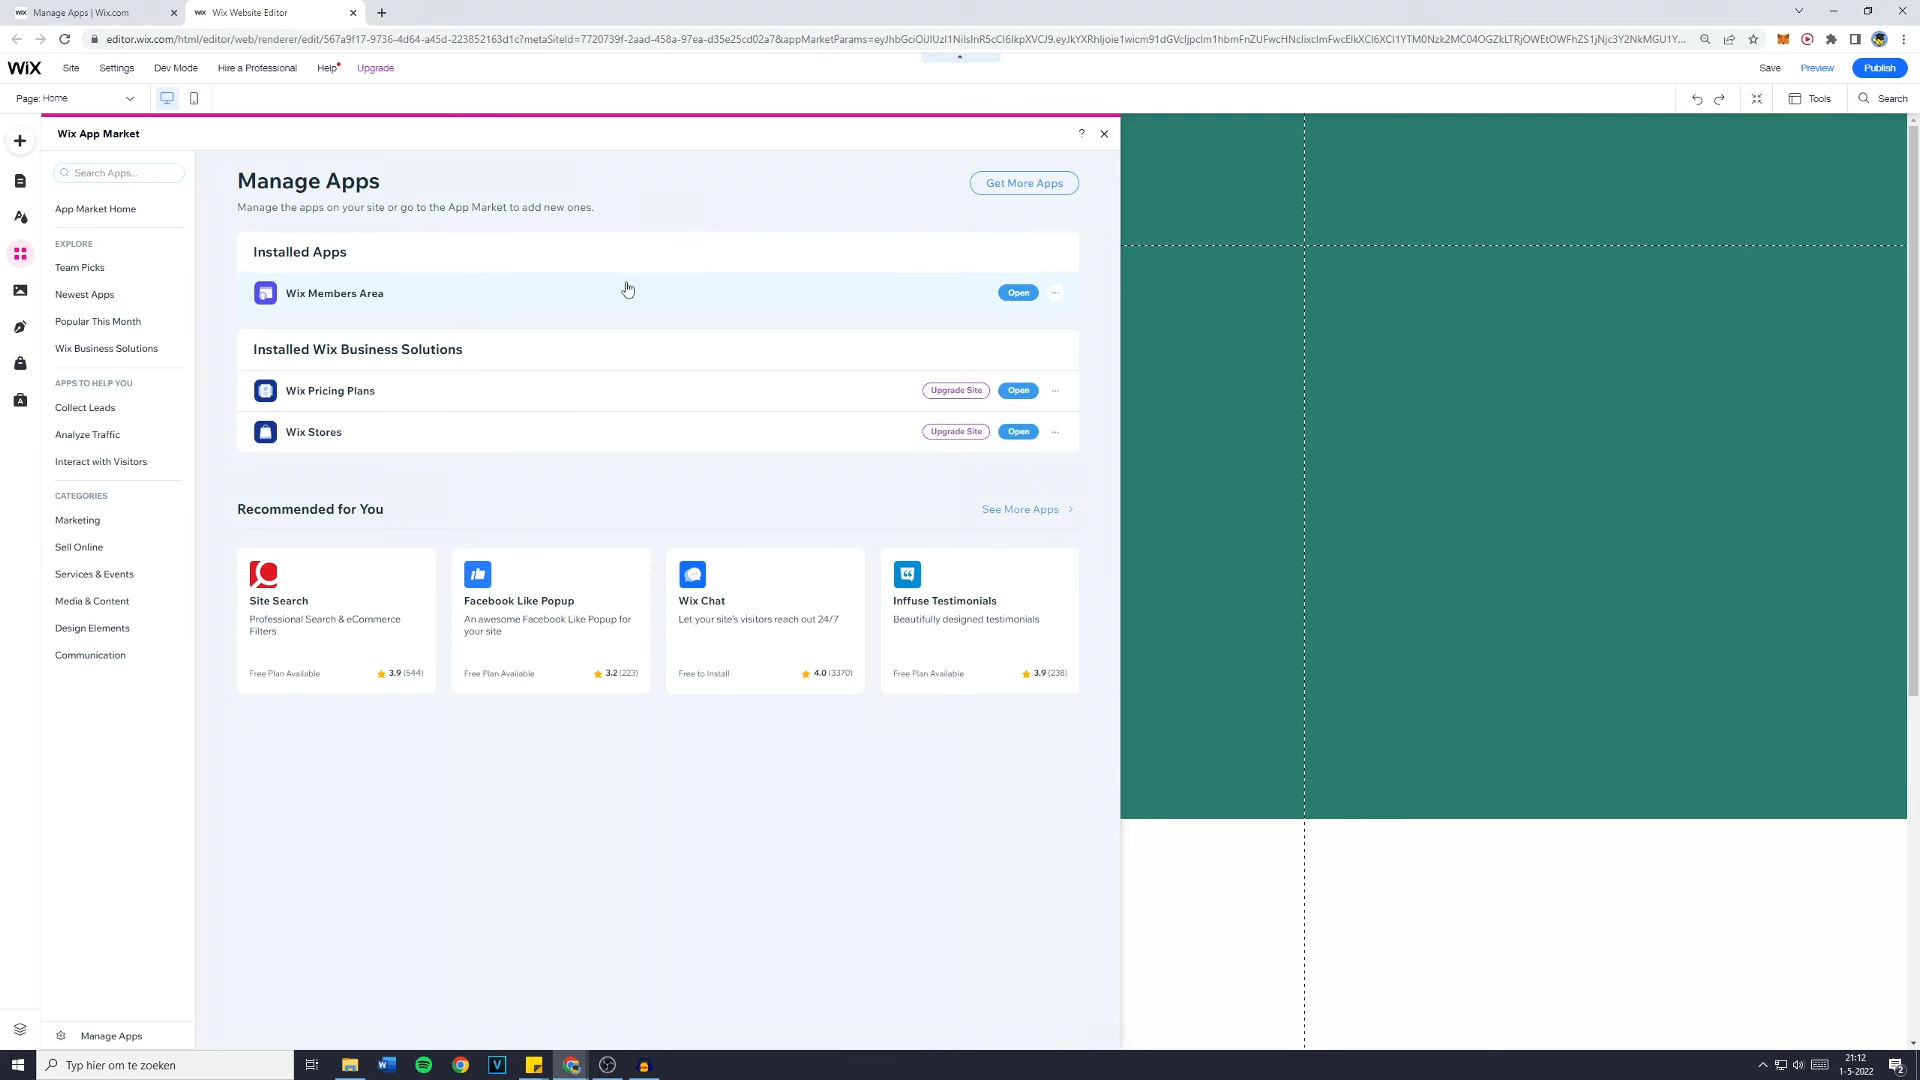 Manage Apps | Wix.com
Wix Website Editor
WiX
Site
Settings
Dev Mode
Hire a Professional
Help
Upgrade
Save
Preview
Publish
Page: Home
Tools
Search
Wix App Market
?
Search Apps...
App Market Home
EXPLORE
Team Picks
Newest Apps
Popular This Month
Wix Business Solutions
APPS TO HELP YOU
Collect Leads
Analyze Traffic
Interact with Visitors
CATEGORIES
Marketing
Sell Online
Services & Events
Media & Content
Design Elements
Communication
Manage Apps
Manage Apps
Get More Apps
Manage the apps on your site or go to the App Market to add new ones.
Installed Apps
Wix Members Area
Open
Installed Wix Business Solutions
Wix Pricing Plans
Upgrade Site
Open
Wix Stores
Upgrade Site
Open
Recommended for You
See More Apps
Site Search
Professional Search & eCommerce
Filters
Free Plan Available
3.9 (544)
Facebook Like Popup
An awesome Facebook Like Popup for
your site
Free Plan Available
3.2 (223)
Wix Chat
Let your site's visitors reach out 24/7
Free to Install
4.0 (3370)
Inffuse Testimonials
Beautifully designed testimonials
Free Plan Available
3.9 (238)
Typ hier om te zoeken
21:12
1-5-2022